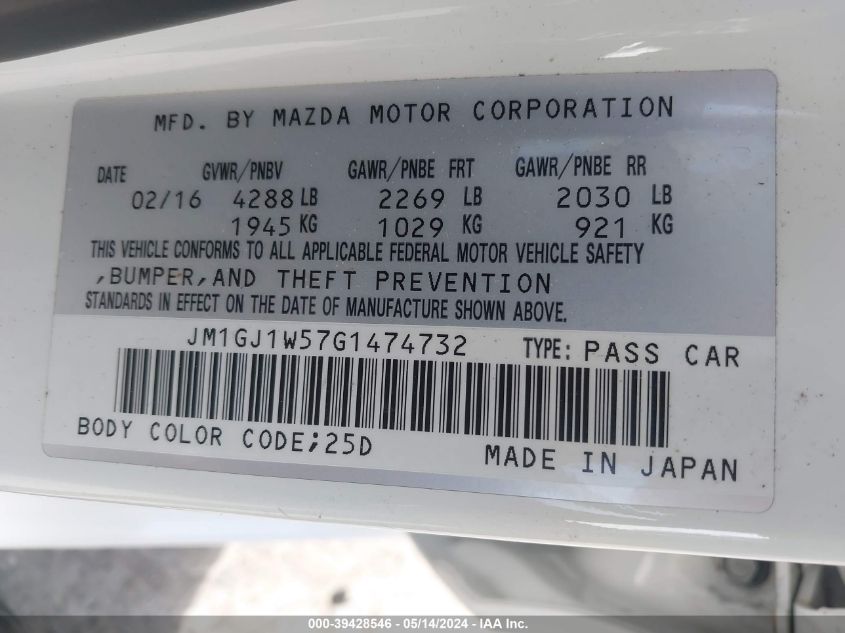 MFD. BY MAZDA MOTOR CORPORATION
DATE GVWR/PNBV GAWR/PNBE FRT GAWR/PNBE RR
02/16 4288 LB 2269 LB 2030 LB
1945 KG 1029 KG 921 KG
THIS VEHICLE CONFORMS TO ALL APPLICABLE FEDERAL MOTOR VEHICLE SAFETY
,BUMPER,AND THEFT PREVENTION
STANDARDS IN EFFECT ON THE DATE OF MANUFACTURE SHOWN ABOVE.
JM1GJ1W57G1474732 TYPE: PASS CAR
BODY COLOR CODE;25D MADE IN JAPAN
000-39428546 - 05/14/2024 - IAA Inc.